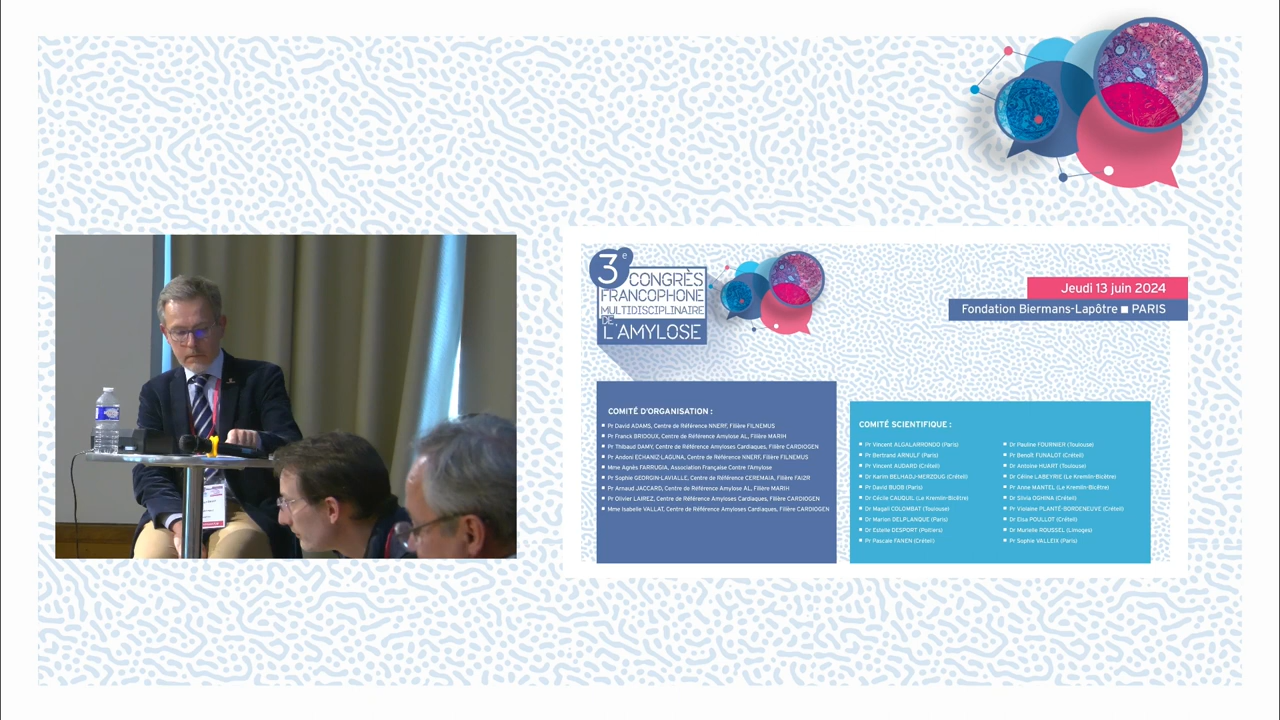 3e CONGRÈS
FRANCOPHONE
MULTIDISCIPLINAIRE
DE
L'AMYLOSE
Jeudi 13 juin 2024
Fondation Biermans-Lapôtre ■ PARIS
COMITÉ D'ORGANISATION :
■ Pr David ADAMS, Centre de Référence NNERF, Filière FILNEMUS
■ Pr Franck BRIDOUX, Centre de Référence Amylose AL, Filière MARIH
■ Pr Thibaud DAMY, Centre de Référence Amyloses Cardiaques, Filière CARDIOGEN
■ Pr Andoni ECHANIZ-LAGUNA, Centre de Référence NNERF, Filière FILNEMUS
■ Mme Agnès FARRUGIA, Association Française Contre l'Amylose
■ Pr Sophie GEORGIN-LAVIALLE, Centre de Référence CEREMAIA, Filière FAI2R
■ Pr Arnaud JACCARD, Centre de Référence Amylose AL, Filière MARIH
■ Pr Olivier LAIREZ, Centre de Référence Amyloses Cardiaques, Filière CARDIOGEN
■ Mme Isabelle VALLAT, Centre de Référence Amyloses Cardiaques, Filière CARDIOGEN
COMITÉ SCIENTIFIQUE :
■ Pr Vincent ALGALARRONDO (Paris)
■ Pr Bertrand ARNULF (Paris)
■ Pr Vincent AUDARD (Créteil)
■ Dr Karim BELHADJ-MERZOUG (Créteil)
■ Pr David BUOB (Paris)
■ Dr Cécile CAUQUIL (Le Kremlin-Bicêtre)
■ Dr Magali COLOMBAT (Toulouse)
■ Dr Marion DELPLANQUE (Paris)
■ Dr Estelle DESPORT (Poitiers)
■ Pr Pascale FANEN (Créteil)
■ Dr Pauline FOURNIER (Toulouse)
■ Pr Benoît FUNALOT (Créteil)
■ Dr Antoine HUART (Toulouse)
■ Dr Céline LABEYRIE (Le Kremlin-Bicêtre)
■ Pr Anne MANTEL (Le Kremlin-Bicêtre)
■ Dr Silvia OGHINA (Créteil)
■ Pr Violaine PLANTÉ-BORDENEUVE (Créteil)
■ Dr Elsa POULLOT (Créteil)
■ Dr Murielle ROUSSEL (Limoges)
■ Pr Sophie VALLEIX (Paris)